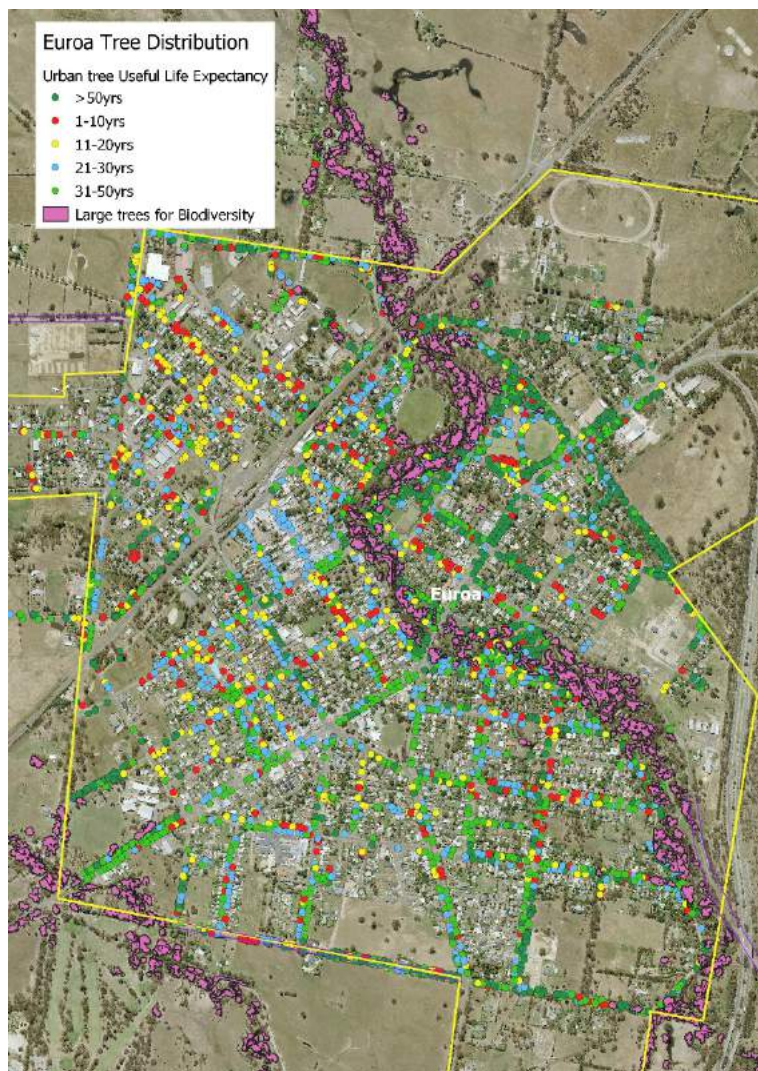 Euroa Tree Distribution
Urban tree Useful Life Expectancy
>50yrs
1-10yrs
11-20yrs
21-30yrs
31-50yrs
Large trees for Biodiversity
Euroa